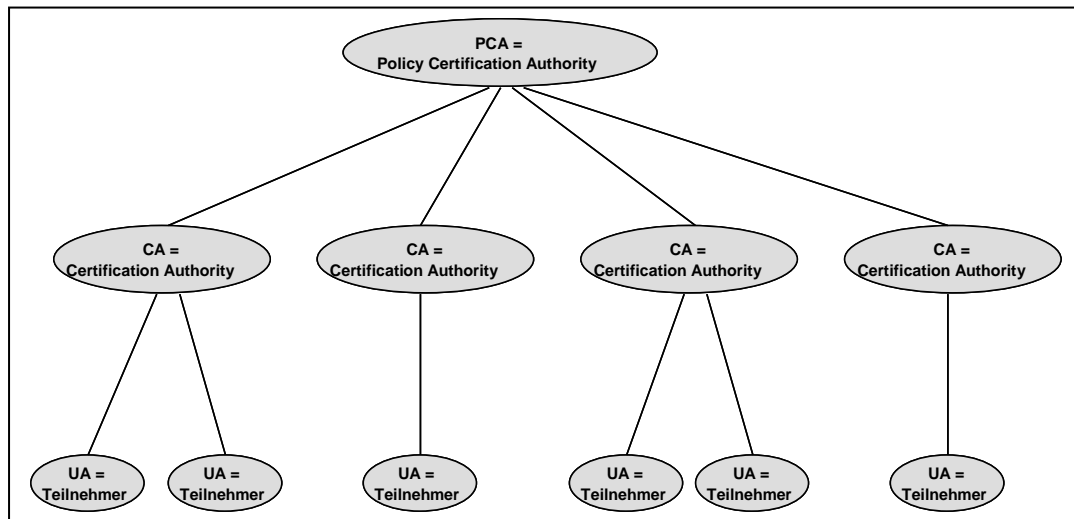 PCA =
Policy Certification Authority
CA =
Certification Authority
CA =
Certification Authority
CA =
Certification Authority
CA =
Certification Authority
UA =
Teilnehmer
UA =
Teilnehmer
UA =
Teilnehmer
UA =
Teilnehmer
UA =
Teilnehmer
UA =
Teilnehmer